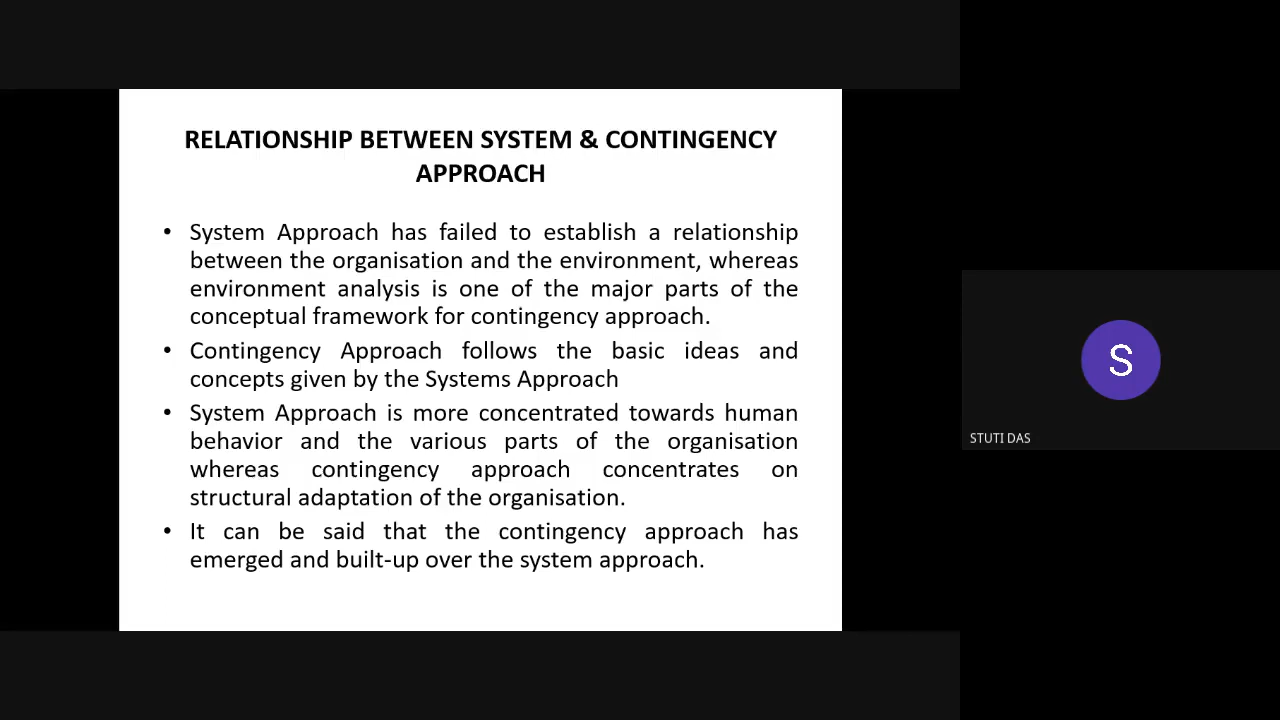 RELATIONSHIP BETWEEN SYSTEM & CONTINGENCY
APPROACH
• System Approach has failed to establish a relationship
between the organisation and the environment, whereas
environment analysis is one of the major parts of the
conceptual framework for contingency approach.
• Contingency Approach follows the basic ideas and
concepts given by the Systems Approach
• System Approach is more concentrated towards human
behavior and the various parts of the organisation
whereas contingency approach concentrates on
structural adaptation of the organisation.
• It can be said that the contingency approach has
emerged and built-up over the system approach.
S
STUTI DAS